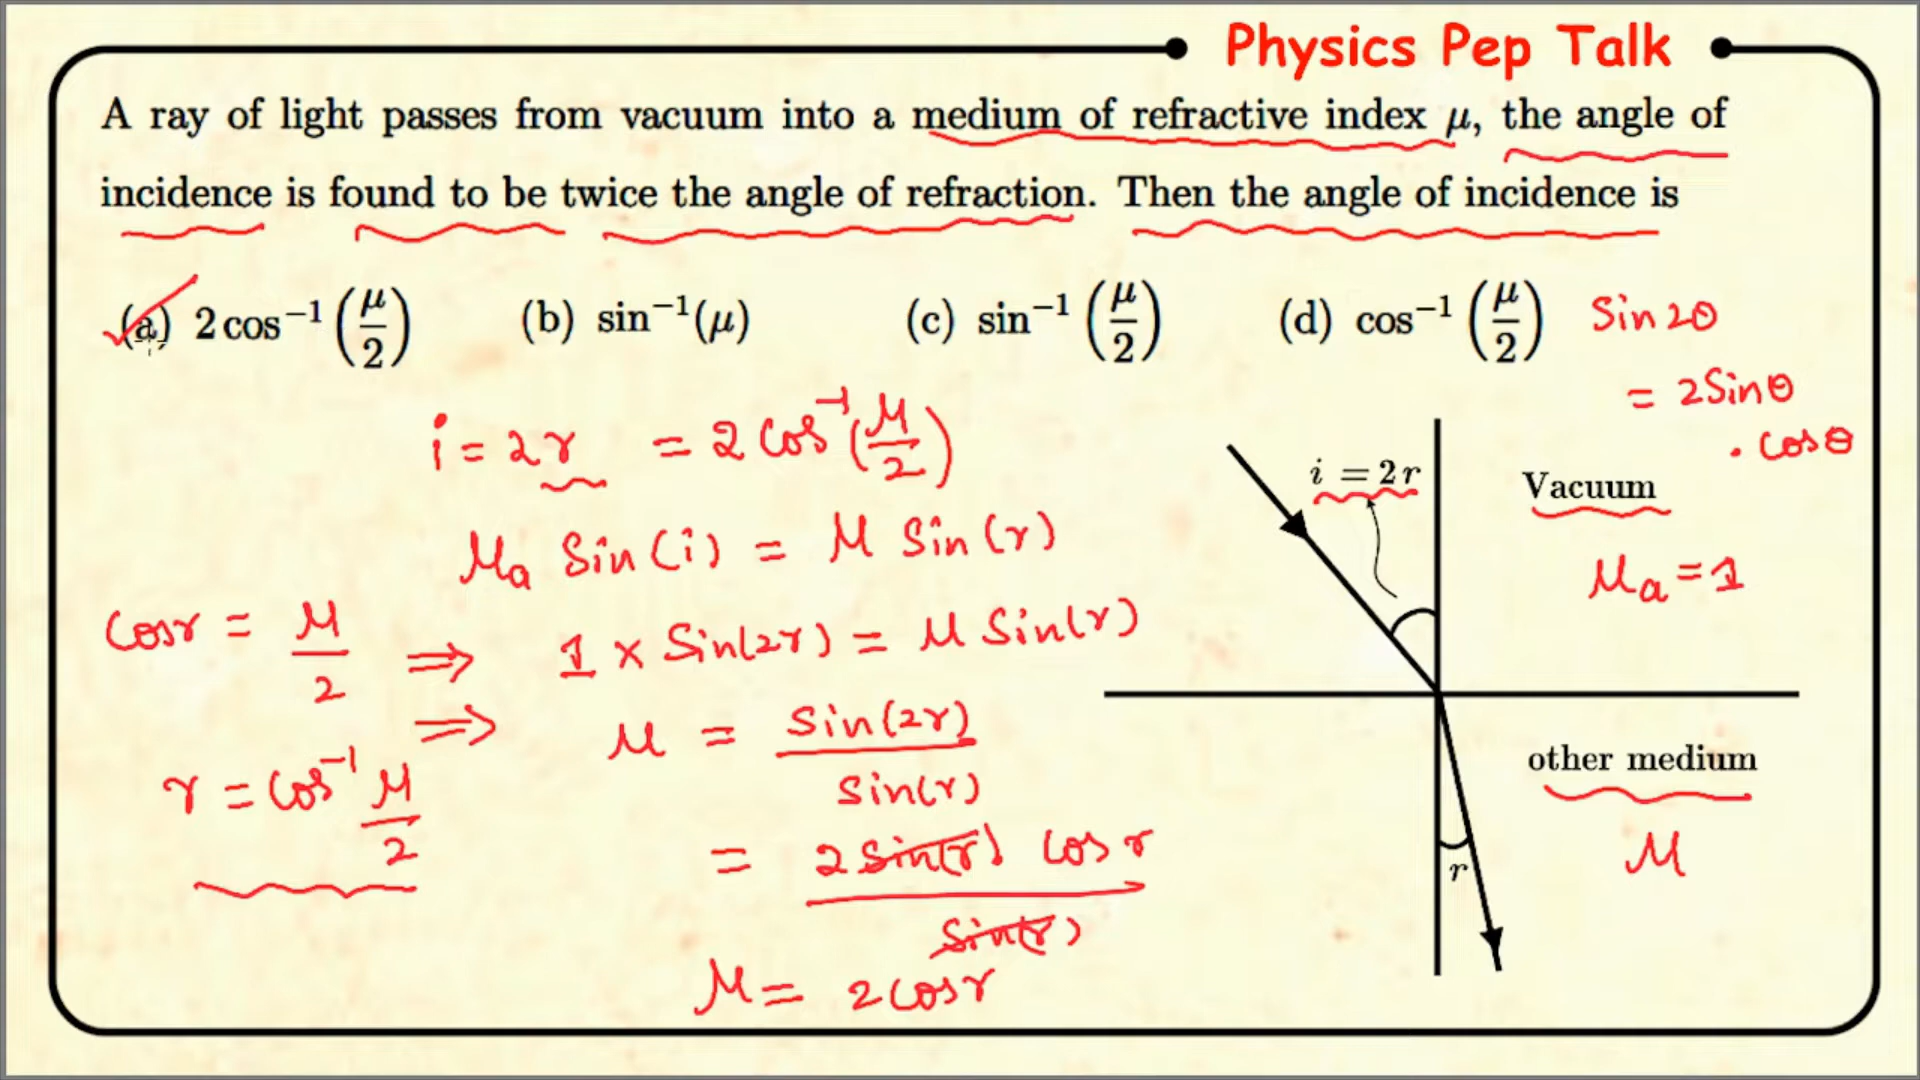 Physics Pep Talk
A ray of light passes from vacuum into a medium of refractive index μ, the angle of
incidence is found to be twice the angle of refraction. Then the angle of incidence is
(a) 2 cos⁻¹ (μ/2) (b) sin⁻¹(μ) (c) sin⁻¹ (μ/2) (d) cos⁻¹ (μ/2)
Sin 2θ
= 2Sinθ
. Cosθ
i = 2r = 2 Cos⁻¹(μ/2)
μa Sin(i) = μ Sin(r)
⇒ 1 × Sin(2r) = μ Sin(r)
⇒ μ = Sin(2r) / Sin(r)
= 2 Sin(r) Cos r / Sin(r)
μ = 2 Cos r
Cos r = μ/2
r = Cos⁻¹ μ/2
i = 2r
Vacuum
μa = 1
other medium
μ
r